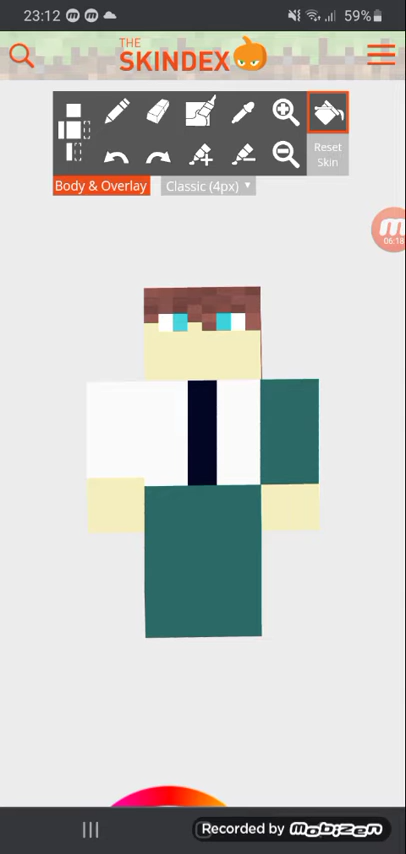 23:12
59%
THE
SKINDEX
Reset
Skin
Body & Overlay
Classic (4px)
06:18
Recorded by Mobizen